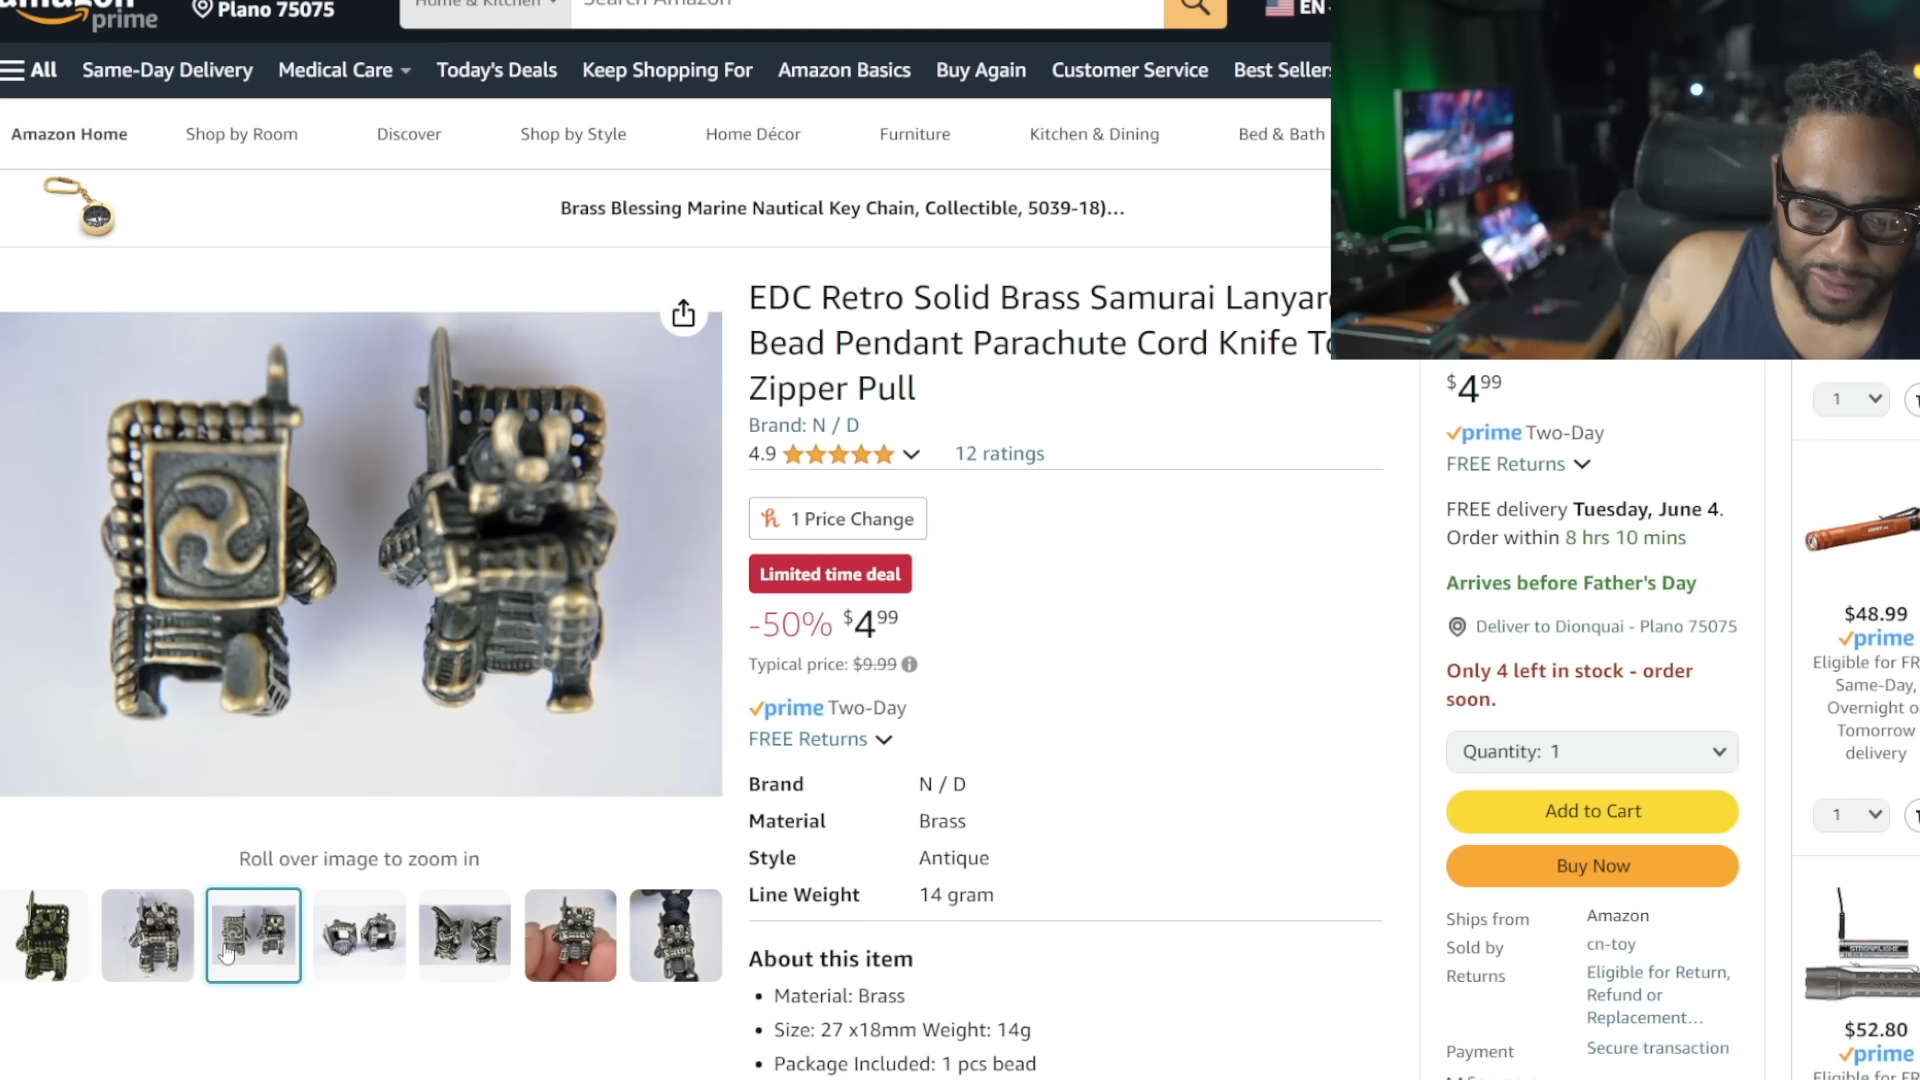 prime
Plano 75075
EN
All
Same-Day Delivery
Medical Care
Today's Deals
Keep Shopping For
Amazon Basics
Buy Again
Customer Service
Best Sellers
Amazon Home
Shop by Room
Discover
Shop by Style
Home Décor
Furniture
Kitchen & Dining
Bed & Bath
Brass Blessing Marine Nautical Key Chain, Collectible, 5039-18)...
EDC Retro Solid Brass Samurai Lanyar
Bead Pendant Parachute Cord Knife To
Zipper Pull
Brand: N / D
4.9
12 ratings
1 Price Change
Limited time deal
-50% $4 99
Typical price: $9.99
prime Two-Day
FREE Returns
Brand N / D
Material Brass
Style Antique
Line Weight 14 gram
About this item
• Material: Brass
• Size: 27 x18mm Weight: 14g
• Package Included: 1 pcs bead
Roll over image to zoom in
$4 99
prime Two-Day
FREE Returns
FREE delivery Tuesday, June 4.
Order within 8 hrs 10 mins
Arrives before Father's Day
Deliver to Dionquai - Plano 75075
Only 4 left in stock - order
soon.
Quantity: 1
Add to Cart
Buy Now
Ships from Amazon
Sold by cn-toy
Returns Eligible for Return,
Refund or
Replacement...
Payment Secure transaction
1
$48.99
prime
Eligible for FR
Same-Day,
Overnight o
Tomorrow
delivery
1
$52.80
prime